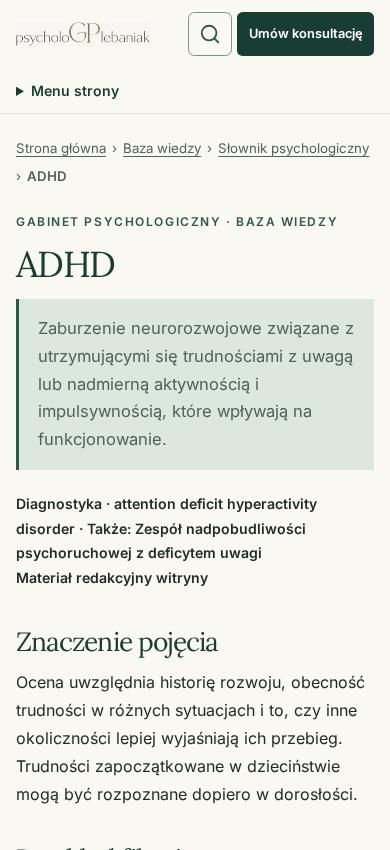 psycholoGPlebaniak
Umów konsultację
Menu strony
Strona główna › Baza wiedzy › Słownik psychologiczny
› ADHD
GABINET PSYCHOLOGICZNY · BAZA WIEDZY
ADHD
Zaburzenie neurorozwojowe związane z
utrzymującymi się trudnościami z uwagą
lub nadmierną aktywnością i
impulsywnością, które wpływają na
funkcjonowanie.
Diagnostyka · attention deficit hyperactivity
disorder · Także: Zespół nadpobudliwości
psychoruchowej z deficytem uwagi
Materiał redakcyjny witryny
Znaczenie pojęcia
Ocena uwzględnia historię rozwoju, obecność
trudności w różnych sytuacjach i to, czy inne
okoliczności lepiej wyjaśniają ich przebieg.
Trudności zapoczątkowane w dzieciństwie
mogą być rozpoznane dopiero w dorosłości.